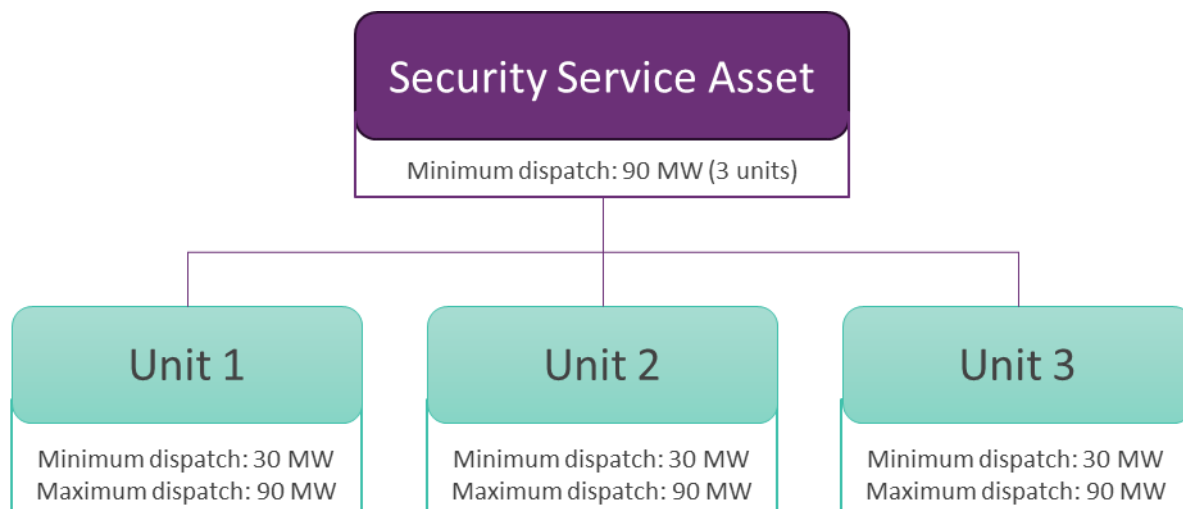 Security Service Asset
Minimum dispatch: 90 MW (3 units)
Unit 1
Minimum dispatch: 30 MW
Maximum dispatch: 90 MW
Unit 2
Minimum dispatch: 30 MW
Maximum dispatch: 90 MW
Unit 3
Minimum dispatch: 30 MW
Maximum dispatch: 90 MW